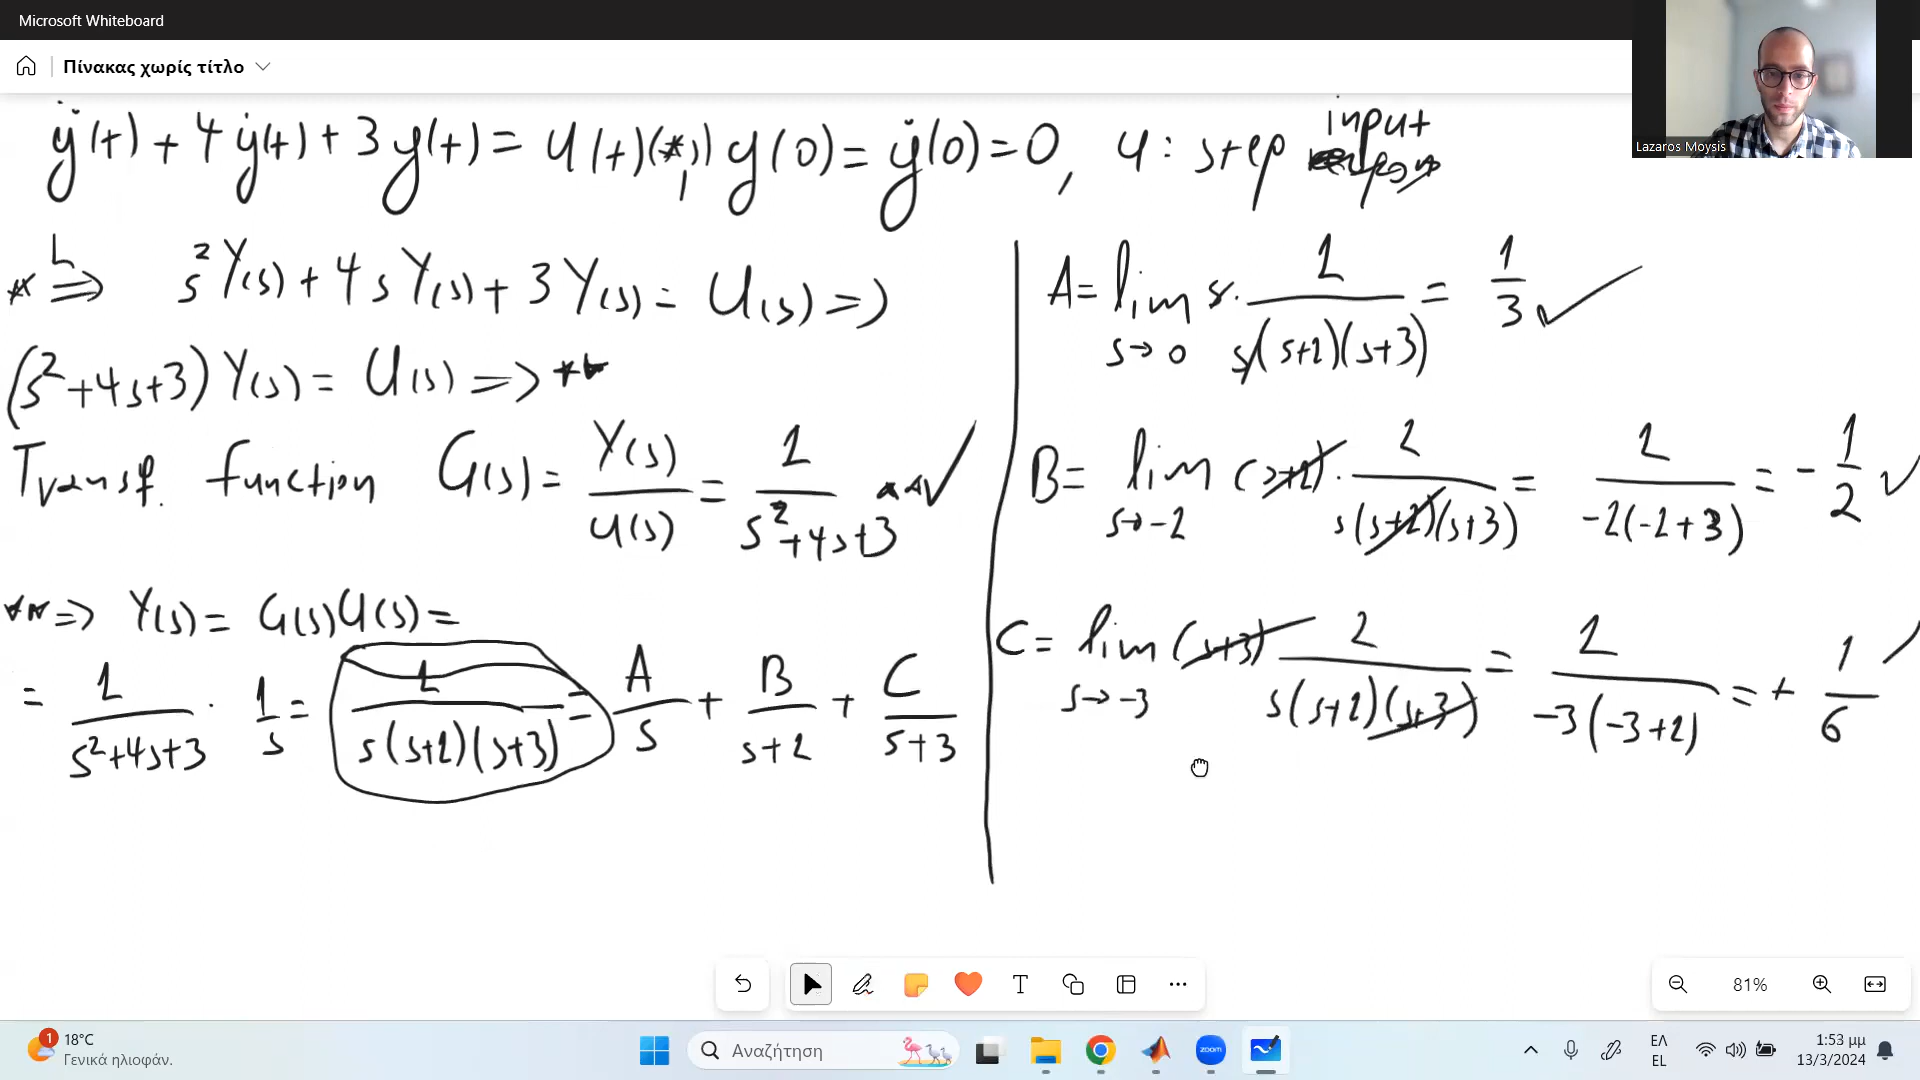 Microsoft Whiteboard
Πίνακας χωρίς τίτλο
Lazaros Moysis
ÿ(t) + 4ẏ(t) + 3y(t) = u(t) (*), y(0) = ẏ(0) = 0, u: step input
* L=> s²Y(s) + 4sY(s) + 3Y(s) = U(s) =>
(s²+4s+3) Y(s) = U(s) => **
Transf. function G(s) = Y(s)/U(s) = 1/(s²+4s+3) ** ✓
** => Y(s) = G(s)U(s) =
= 1/(s²+4s+3) · 1/s = 1/(s(s+1)(s+3)) = A/s + B/(s+1) + C/(s+3)
A = lim s→0 s · 1/(s(s+1)(s+3)) = 1/3 ✓
B = lim s→-1 (s+1) · 1/(s(s+1)(s+3)) = 1/(-1(-1+3)) = -1/2 ✓
C = lim s→-3 (s+3) 1/(s(s+1)(s+3)) = 1/(-3(-3+1)) = + 1/6
81%
1
18°C
Γενικά ηλιοφάν.
Αναζήτηση
zoom
ΕΛ
EL
1:53 μμ
13/3/2024